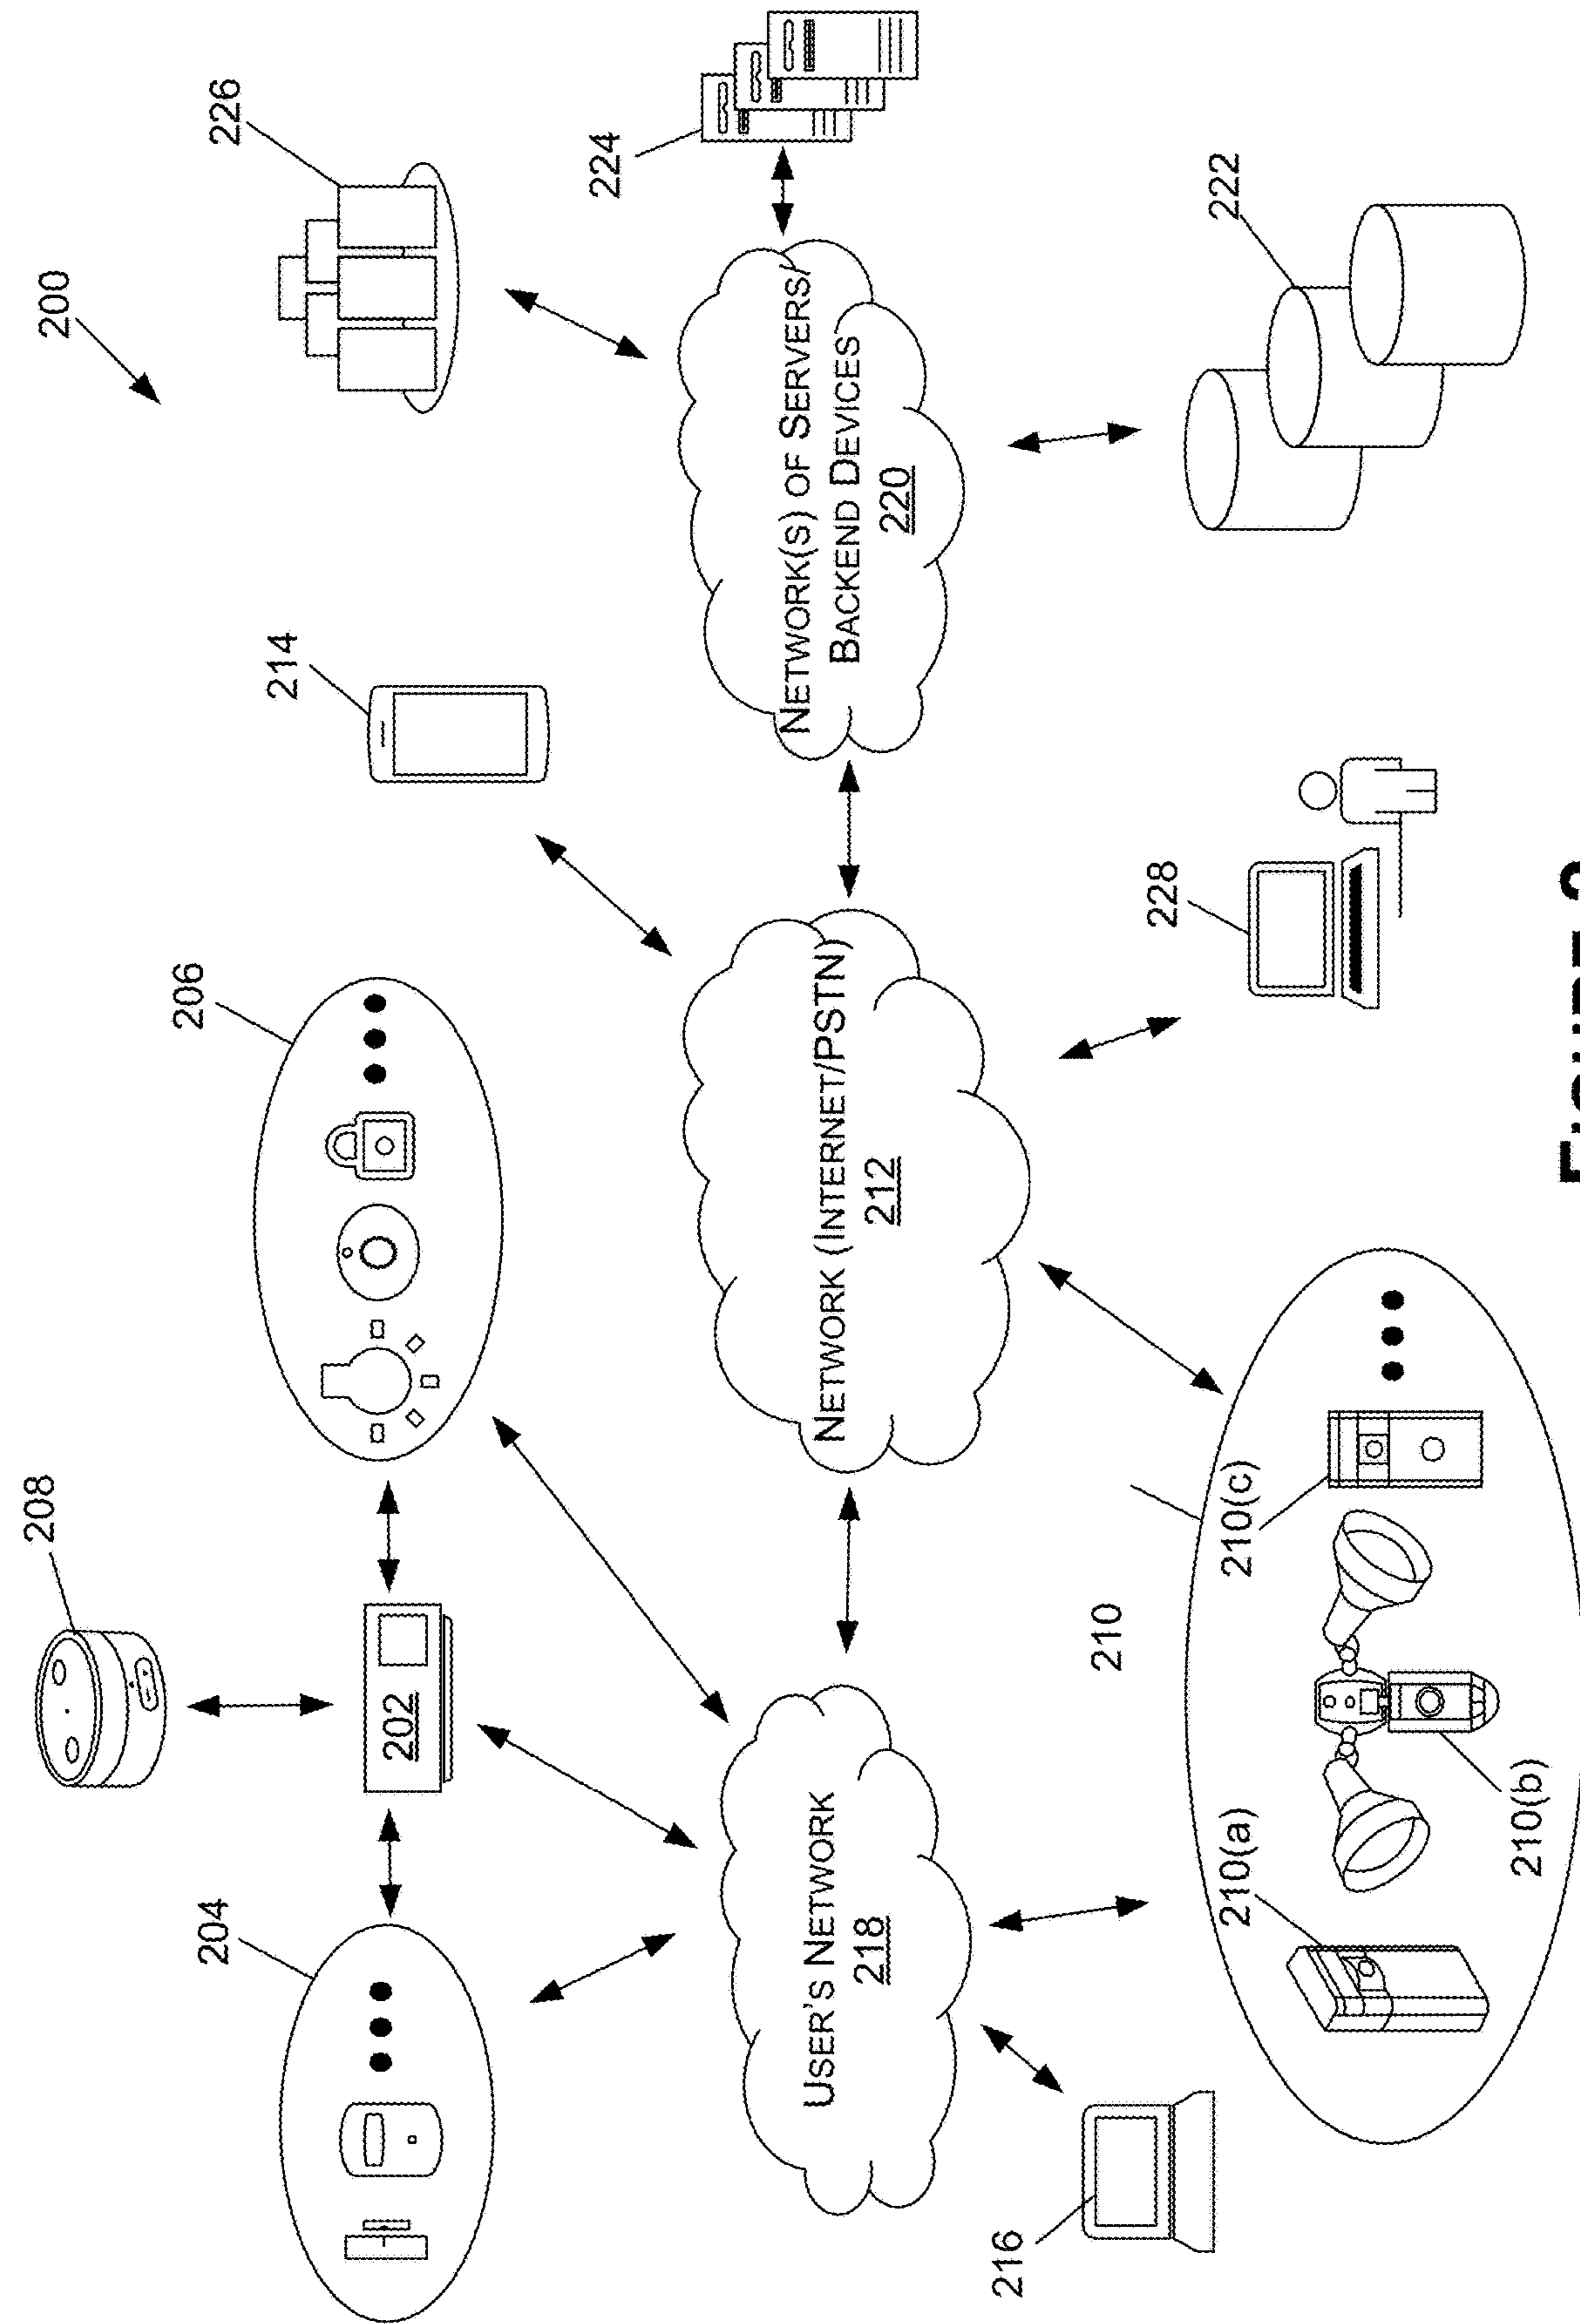 208
200
206
204
226
214
202
224
USER'S NETWORK
218
NETWORK (INTERNET/PSTN)
212
NETWORK(S) OF SERVERS/
BACKEND DEVICES
220
216
210
228
222
210(a)
210(c)
210(b)
FIGURE